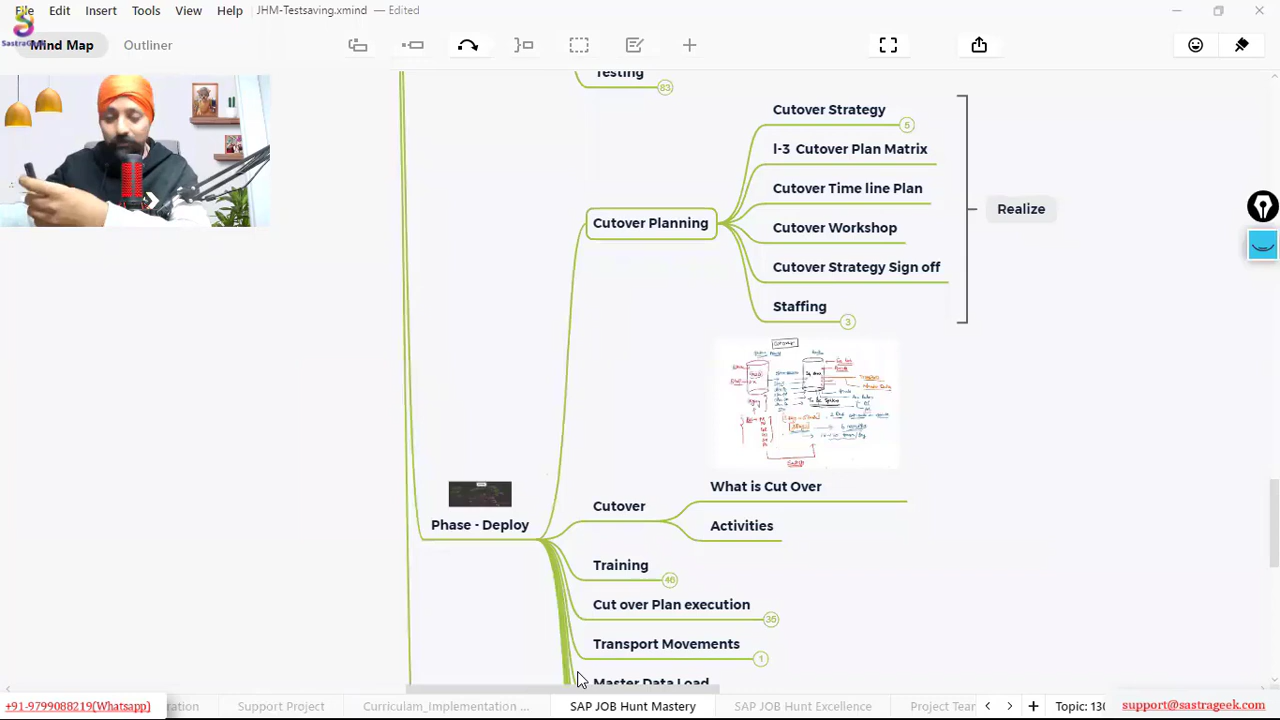 File Edit Insert Tools View Help JHM-Testsaving.xmind — Edited
SastraGeek
Mind Map Outliner
Testing
83
Cutover Strategy
5
l-3 Cutover Plan Matrix
Cutover Time line Plan
Cutover Planning
Realize
Cutover Workshop
Cutover Strategy Sign off
Staffing
3
What is Cut Over
Cutover
Phase - Deploy
Activities
Training
46
Cut over Plan execution
35
Transport Movements
1
Master Data Load
+91-9799088219(Whatsapp)
Support Project
Curriculam_Implementation ...
SAP JOB Hunt Mastery
SAP JOB Hunt Excellence
Project Team
Topic: 130
support@sastrageek.com